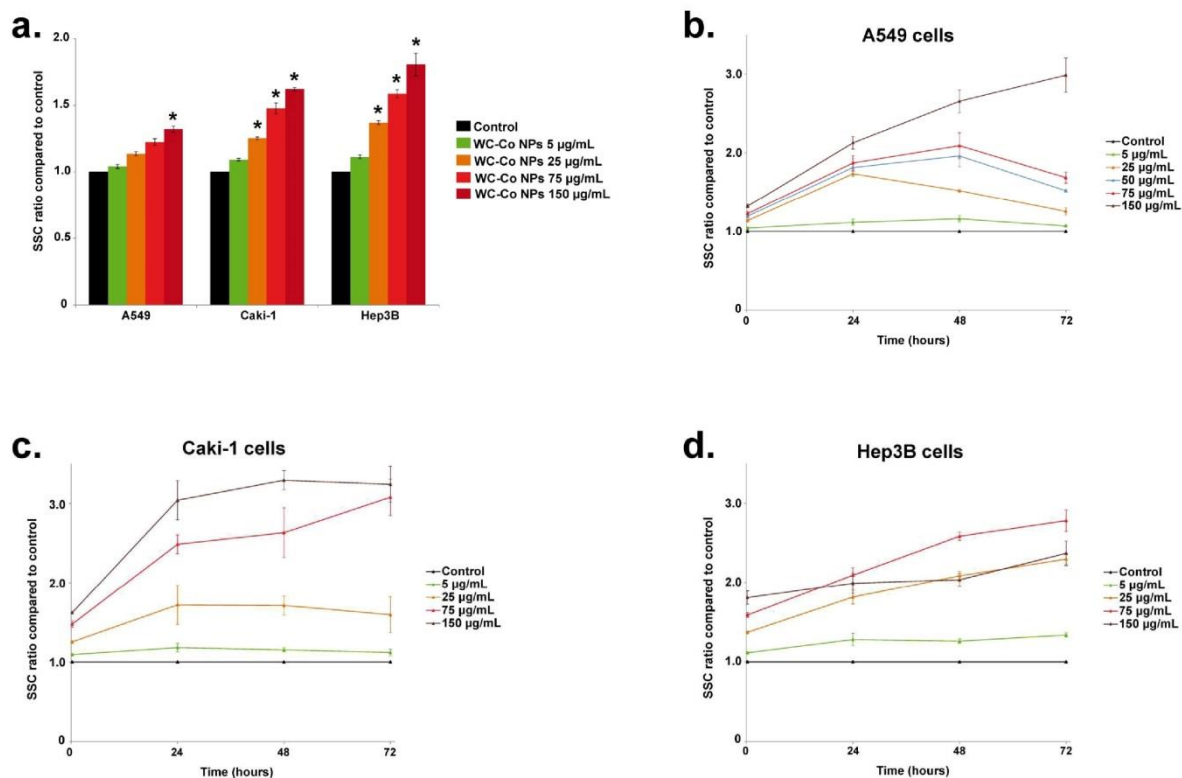 a.
SSC ratio compared to control
2.0
1.5
1.0
0.5
0
* * * * * * *
A549 Caki-1 Hep3B
Control
WC-Co NPs 5 µg/mL
WC-Co NPs 25 µg/mL
WC-Co NPs 75 µg/mL
WC-Co NPs 150 µg/mL
b.
A549 cells
SSC ratio compared to control
3.0
2.0
1.0
0
0 24 48 72
Time (hours)
Control
5 µg/mL
25 µg/mL
50 µg/mL
75 µg/mL
150 µg/mL
c.
Caki-1 cells
SSC ratio compared to control
3.0
2.0
1.0
0
0 24 48 72
Time (hours)
Control
5 µg/mL
25 µg/mL
75 µg/mL
150 µg/mL
d.
Hep3B cells
SSC ratio compared to control
3.0
2.0
1.0
0
0 24 48 72
Time (hours)
Control
5 µg/mL
25 µg/mL
75 µg/mL
150 µg/mL